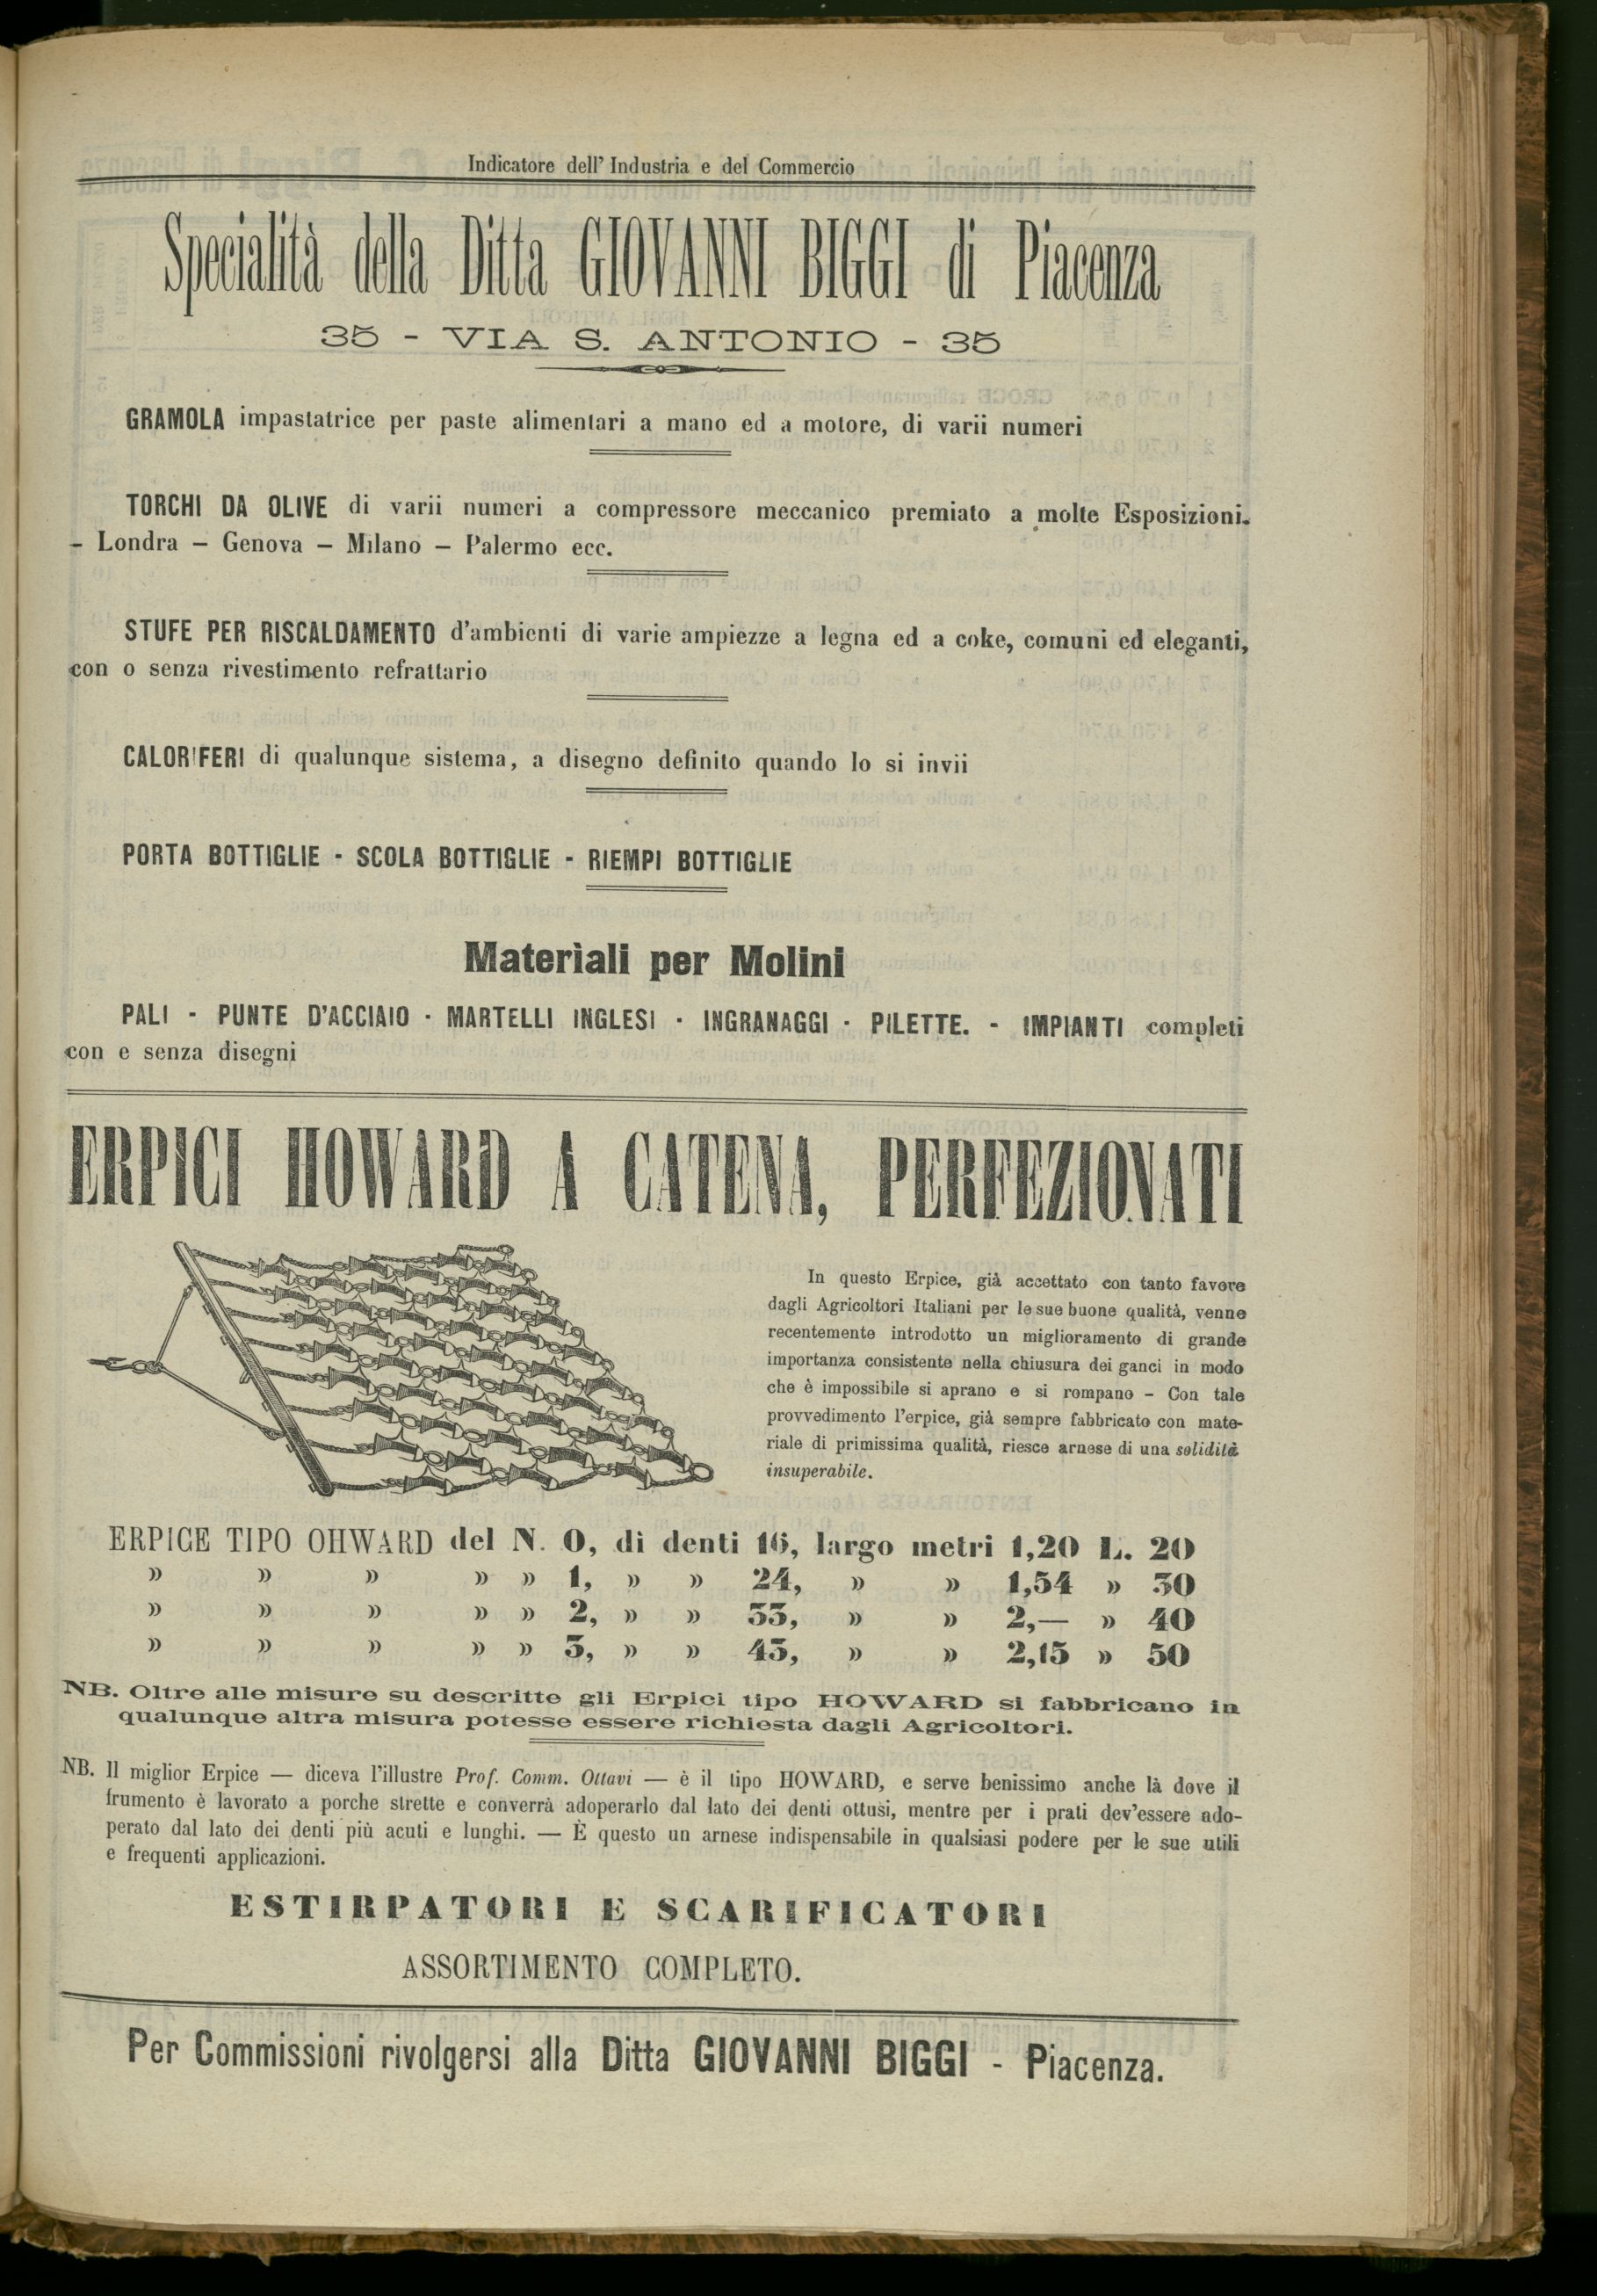 Indicatore dell' Industria e del Commercio
Specialità della Ditta GIOVANNI BIGGI di Piacenza
35 - VIA S. ANTONIO - 35
GRAMOLA impastatrice per paste alimentari a mano ed a motore, di varii numeri
TORCHI DA OLIVE di varii numeri a compressore meccanico premiato a molte Esposizioni.
– Londra – Genova – Milano – Palermo ecc.
STUFE PER RISCALDAMENTO d'ambienti di varie ampiezze a legna ed a coke, comuni ed eleganti,
con o senza rivestimento refrattario
CALORIFERI di qualunque sistema, a disegno definito quando lo si invii
PORTA BOTTIGLIE - SCOLA BOTTIGLIE - RIEMPI BOTTIGLIE
Materiali per Molini
PALI - PUNTE D'ACCIAIO - MARTELLI INGLESI - INGRANAGGI - PILETTE. - IMPIANTI completi
con e senza disegni
ERPICI HOWARD A CATENA, PERFEZIONATI
In questo Erpice, già accettato con tanto favore
dagli Agricoltori Italiani per le sue buone qualità, venne
recentemente introdotto un miglioramento di grande
importanza consistente nella chiusura dei ganci in modo
che è impossibile si aprano e si rompano – Con tale
provvedimento l'erpice, già sempre fabbricato con mate-
riale di primissima qualità, riesce arnese di una solidità
insuperabile.
ERPICE TIPO OHWARD del N. O, di denti 16, largo metri 1,20 L. 20
» » » » » 1, » » 24, » » 1,54 » 30
» » » » » 2, » » 33, » » 2,— » 40
» » » » » 3, » » 43, » » 2,15 » 50
NB. Oltre alle misure su descritte gli Erpici tipo HOWARD si fabbricano in
qualunque altra misura potesse essere richiesta dagli Agricoltori.
NB. Il miglior Erpice — diceva l'illustre Prof. Comm. Ottavi — è il tipo HOWARD, e serve benissimo anche là dove il
frumento è lavorato a porche strette e converrà adoperarlo dal lato dei denti ottusi, mentre per i prati dev'essere ado-
perato dal lato dei denti più acuti e lunghi. — È questo un arnese indispensabile in qualsiasi podere per le sue utili
e frequenti applicazioni.
ESTIRPATORI E SCARIFICATORI
ASSORTIMENTO COMPLETO.
Per Commissioni rivolgersi alla Ditta GIOVANNI BIGGI - Piacenza.